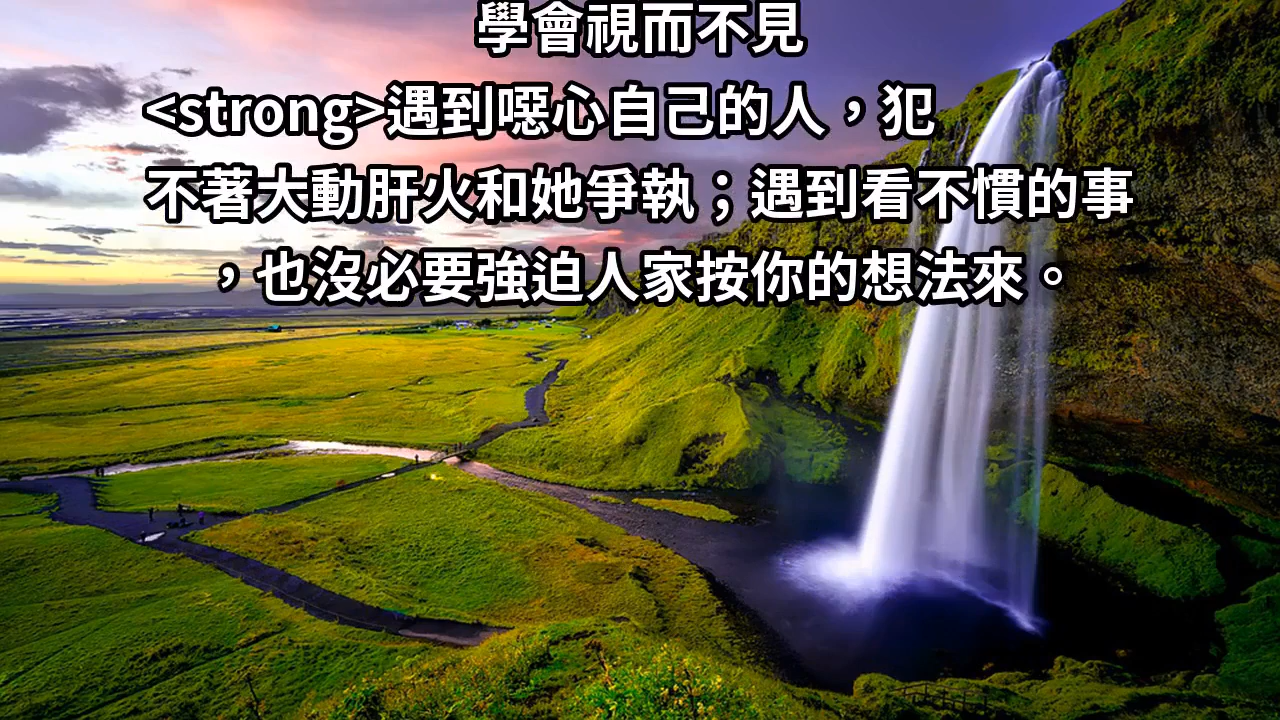 學會視而不見
<strong>遇到噁心自己的人，犯
不著大動肝火和她爭執；遇到看不慣的事
，也沒必要強迫人家按你的想法來。